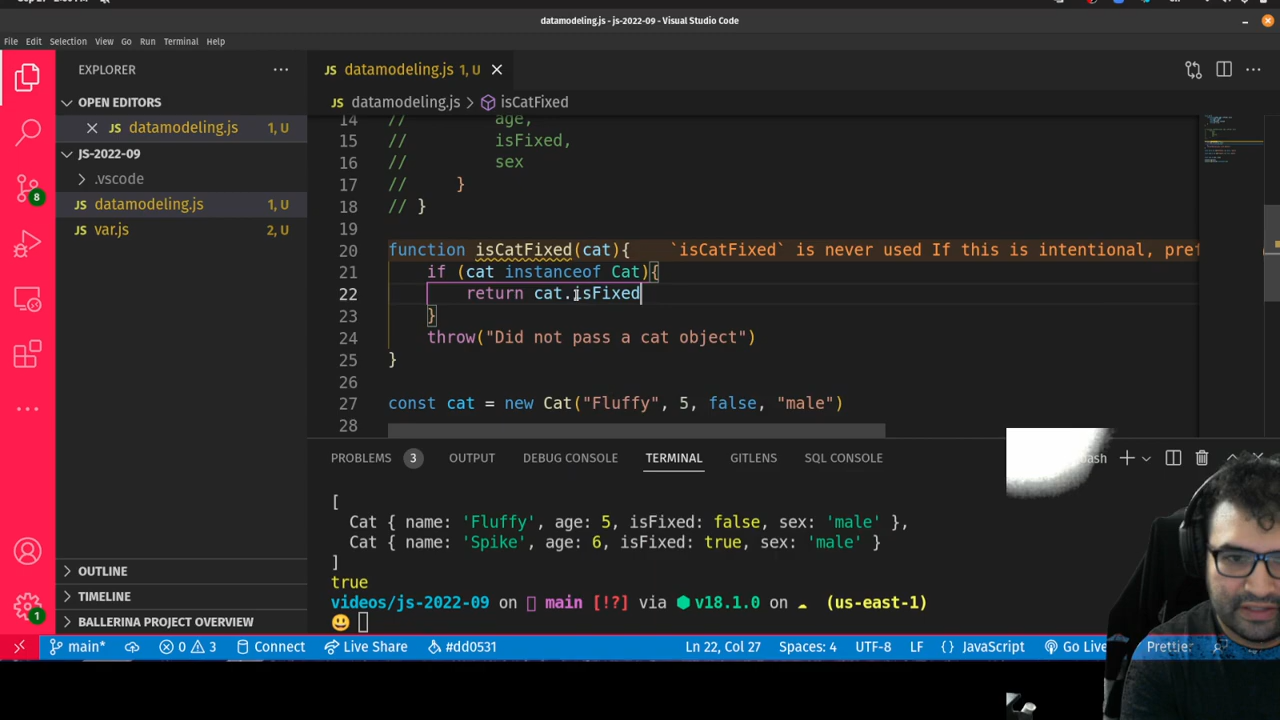 datamodeling.js - js-2022-09 - Visual Studio Code
File Edit Selection View Go Run Terminal Help
EXPLORER
JS datamodeling.js 1, U
OPEN EDITORS
JS datamodeling.js > isCatFixed
JS datamodeling.js 1, U
JS-2022-09
.vscode
JS datamodeling.js 1, U
JS var.js 2, U
8
14 // age,
15 // isFixed,
16 // sex
17 // }
18 // }
19
20 function isCatFixed(cat){ `isCatFixed` is never used If this is intentional, pref
21 if (cat instanceof Cat){
22 return cat.isFixed
23 }
24 throw("Did not pass a cat object")
25 }
26
27 const cat = new Cat("Fluffy", 5, false, "male")
28
PROBLEMS 3 OUTPUT DEBUG CONSOLE TERMINAL GITLENS SQL CONSOLE
[
Cat { name: 'Fluffy', age: 5, isFixed: false, sex: 'male' },
Cat { name: 'Spike', age: 6, isFixed: true, sex: 'male' }
]
true
videos/js-2022-09 on main [!?] via v18.1.0 on (us-east-1)
OUTLINE
TIMELINE
BALLERINA PROJECT OVERVIEW
1
main* 0 3 Connect Live Share #dd0531 Ln 22, Col 27 Spaces: 4 UTF-8 LF {} JavaScript Go Live